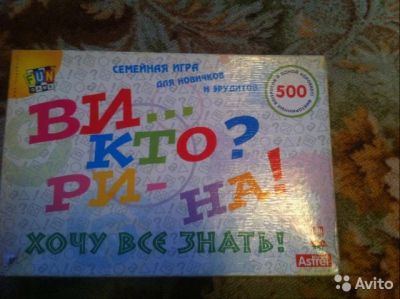 FUN
СЕМЕЙНАЯ ИГРА
ДЛЯ НОВИЧКОВ
И ЭРУДИТОВ
500
ВИ...
КТО?
РИ-
НА!
ХОЧУ ВСЕ ЗНАТЬ!
Astrel
Avito